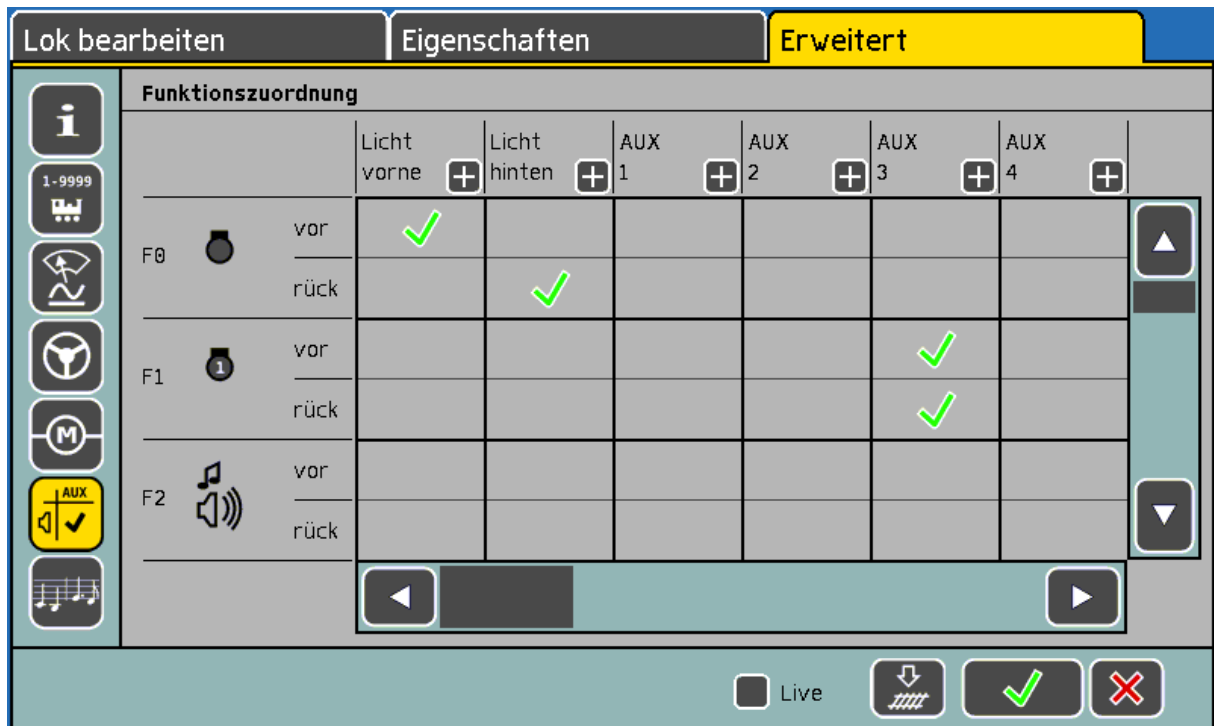 Lok bearbeiten Eigenschaften Erweitert
Funktionszuordnung
i
1-9999
Licht vorne
Licht hinten
AUX 1
AUX 2
AUX 3
AUX 4
F0
vor
rück
F1
1
vor
rück
M
AUX
F2
vor
rück
Live